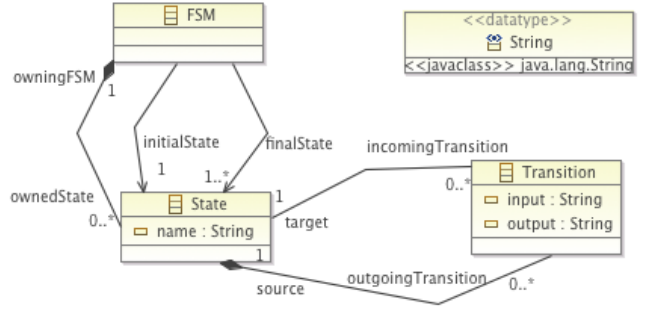 FSM
<<datatype>>
String
<<javaclass>> java.lang.String
owningFSM
1
initialState
finalState
1
1..*
ownedState
0..*
State
name : String
1
1
target
incomingTransition
0..*
Transition
input : String
output : String
source
outgoingTransition
0..*